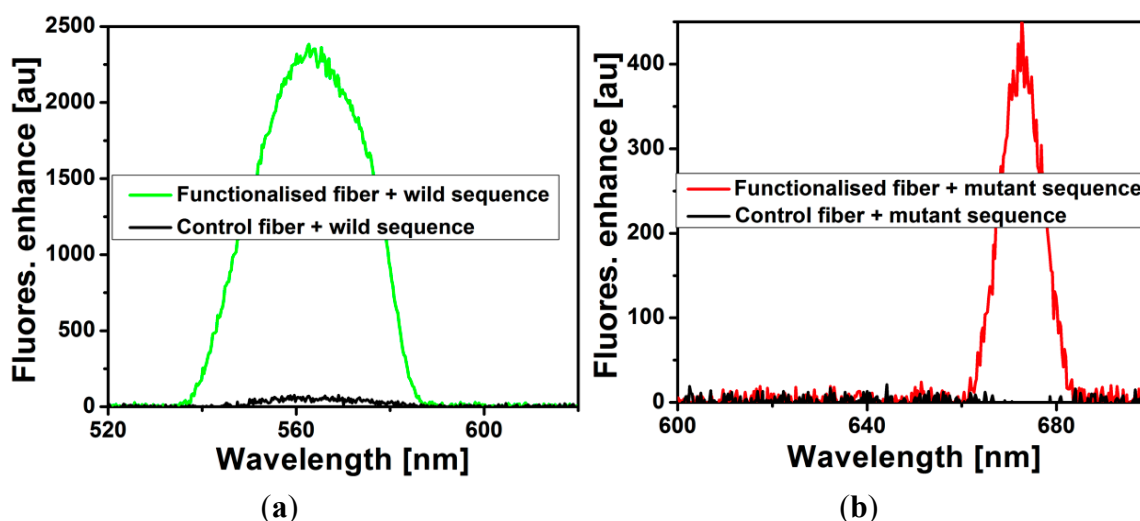 Fluores. enhance [au]
2500
2000
1500
1000
500
0
Functionalised fiber + wild sequence
Control fiber + wild sequence
520 560 600
Wavelength [nm]
(a)
Fluores. enhance [au]
400
300
200
100
0
Functionalised fiber + mutant sequence
Control fiber + mutant sequence
600 640 680
Wavelength [nm]
(b)